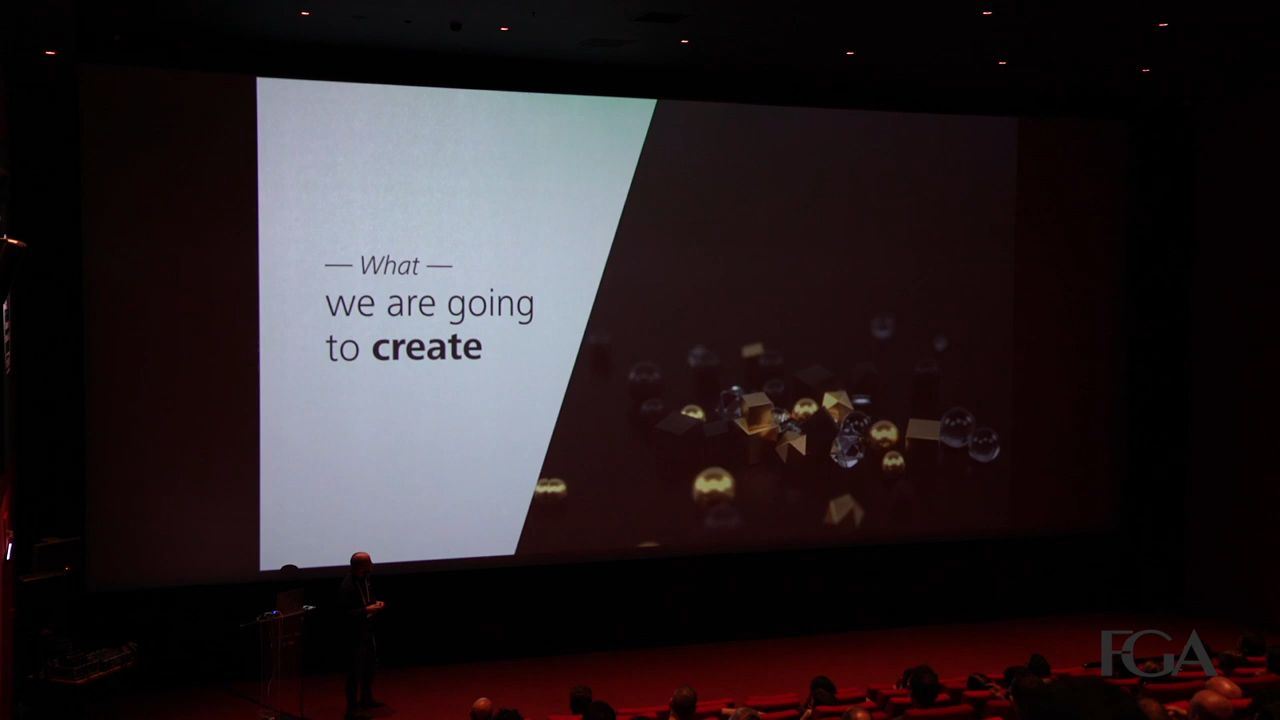 — What —
we are going
to create
FGA